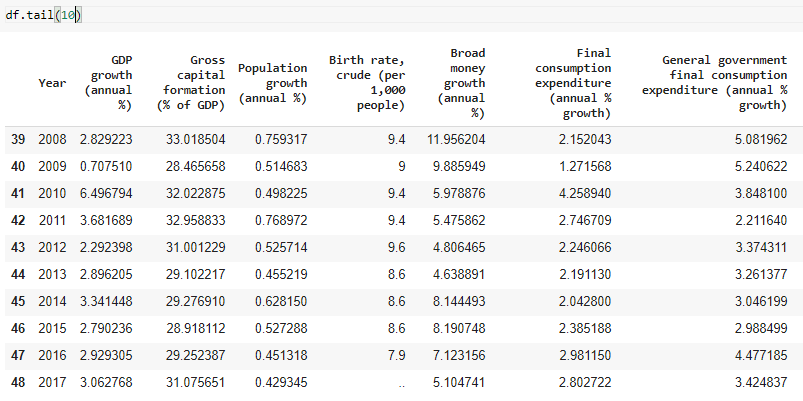 df.tail(10)
Year GDP growth (annual %) Gross capital formation (% of GDP) Population growth (annual %) Birth rate, crude (per 1,000 people) Broad money growth (annual %) Final consumption expenditure (annual % growth) General government final consumption expenditure (annual % growth)
39 2008 2.829223 33.018504 0.759317 9.4 11.956204 2.152043 5.081962
40 2009 0.707510 28.465658 0.514683 9 9.885949 1.271568 5.240622
41 2010 6.496794 32.022875 0.498225 9.4 5.978876 4.258940 3.848100
42 2011 3.681689 32.958833 0.768972 9.4 5.475862 2.746709 2.211640
43 2012 2.292398 31.001229 0.525714 9.6 4.806465 2.246066 3.374311
44 2013 2.896205 29.102217 0.455219 8.6 4.638891 2.191130 3.261377
45 2014 3.341448 29.276910 0.628150 8.6 8.144493 2.042800 3.046199
46 2015 2.790236 28.918112 0.527288 8.6 8.190748 2.385188 2.988499
47 2016 2.929305 29.252387 0.451318 7.9 7.123156 2.981150 4.477185
48 2017 3.062768 31.075651 0.429345 .. 5.104741 2.802722 3.424837